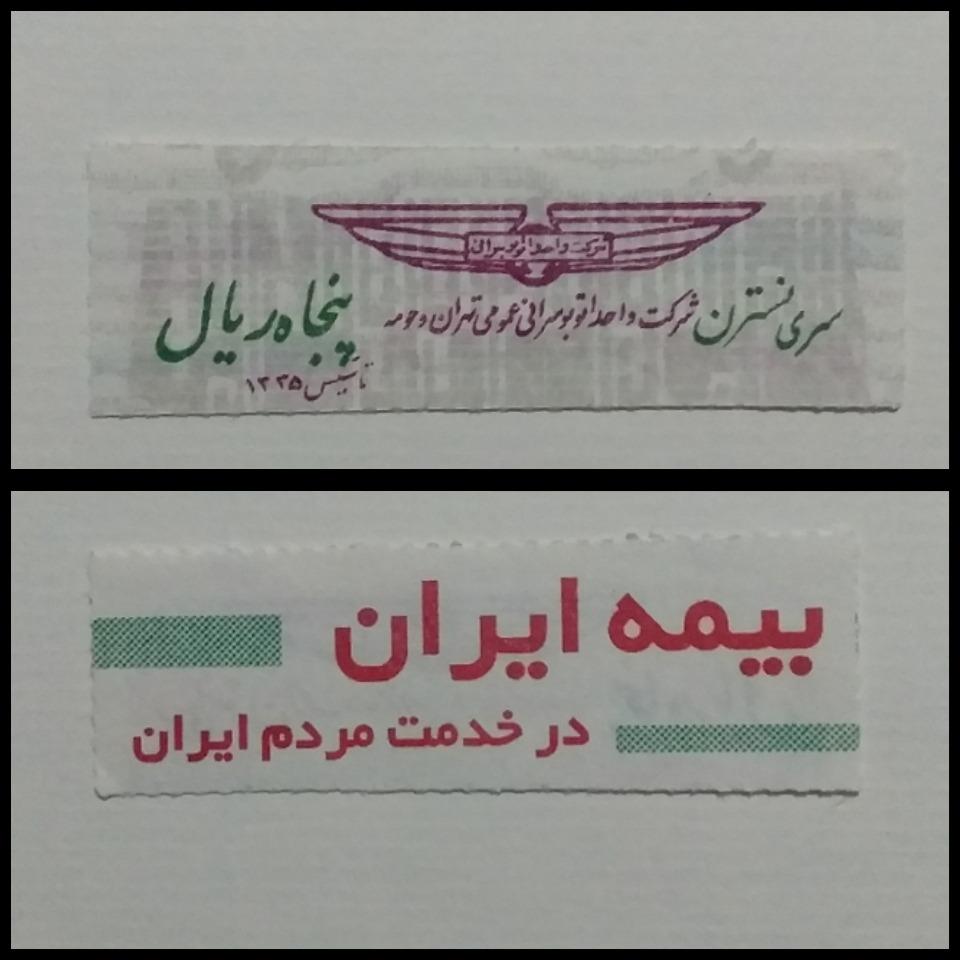 شرکت واحد اتوبوسرانی
سری نسترن شرکت واحد اتوبوسرانی عمومی تهران و حومه پنجاه ریال
تاسیس ۱۳۳۵
بیمه ایران
در خدمت مردم ایران